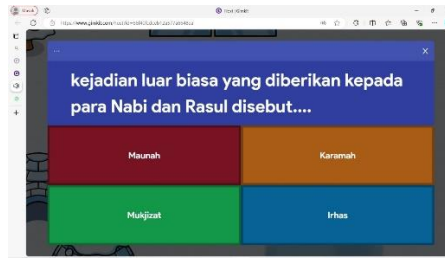 kejadian luar biasa yang diberikan kepada
para Nabi dan Rasul disebut....
Maunah
Karamah
Mukjizat
Irhas